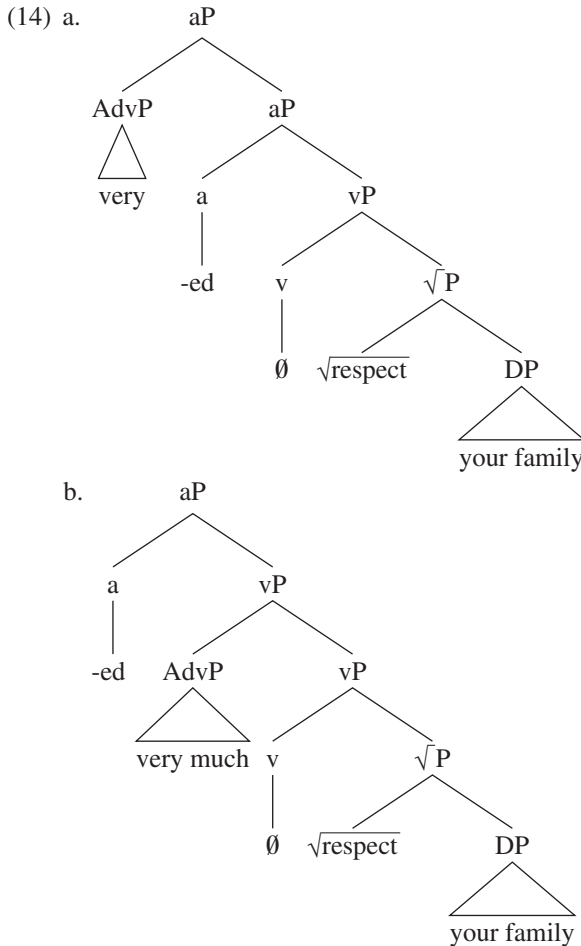 (14) a. aP
AdvP aP
very a vP
-ed v √P
∅ √respect DP
your family
b. aP
a vP
-ed AdvP vP
very much v √P
∅ √respect DP
your family